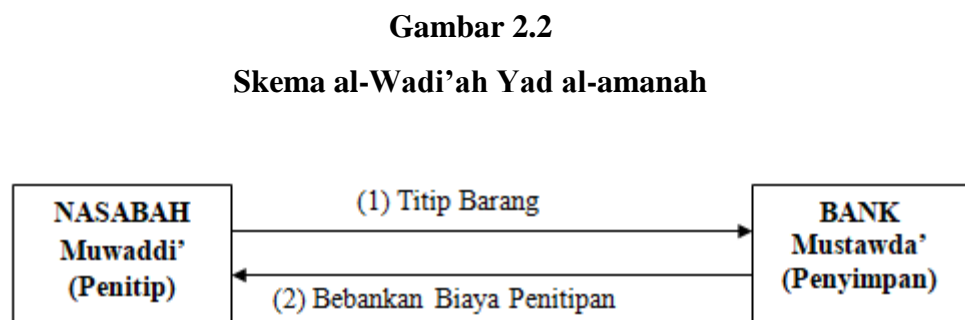 Gambar 2.2
Skema al-Wadi’ah Yad al-amanah
NASABAH
Muwaddi’
(Penitip)
(1) Titip Barang
(2) Bebankan Biaya Penitipan
BANK
Mustawda’
(Penyimpan)